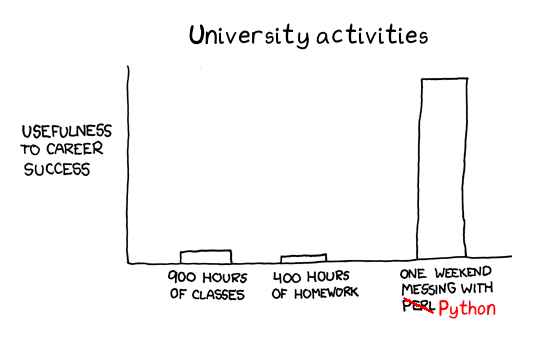 University activities
USEFULNESS
TO CAREER
SUCCESS
900 HOURS
OF CLASSES
400 HOURS
OF HOMEWORK
ONE WEEKEND
MESSING WITH
PERL Python